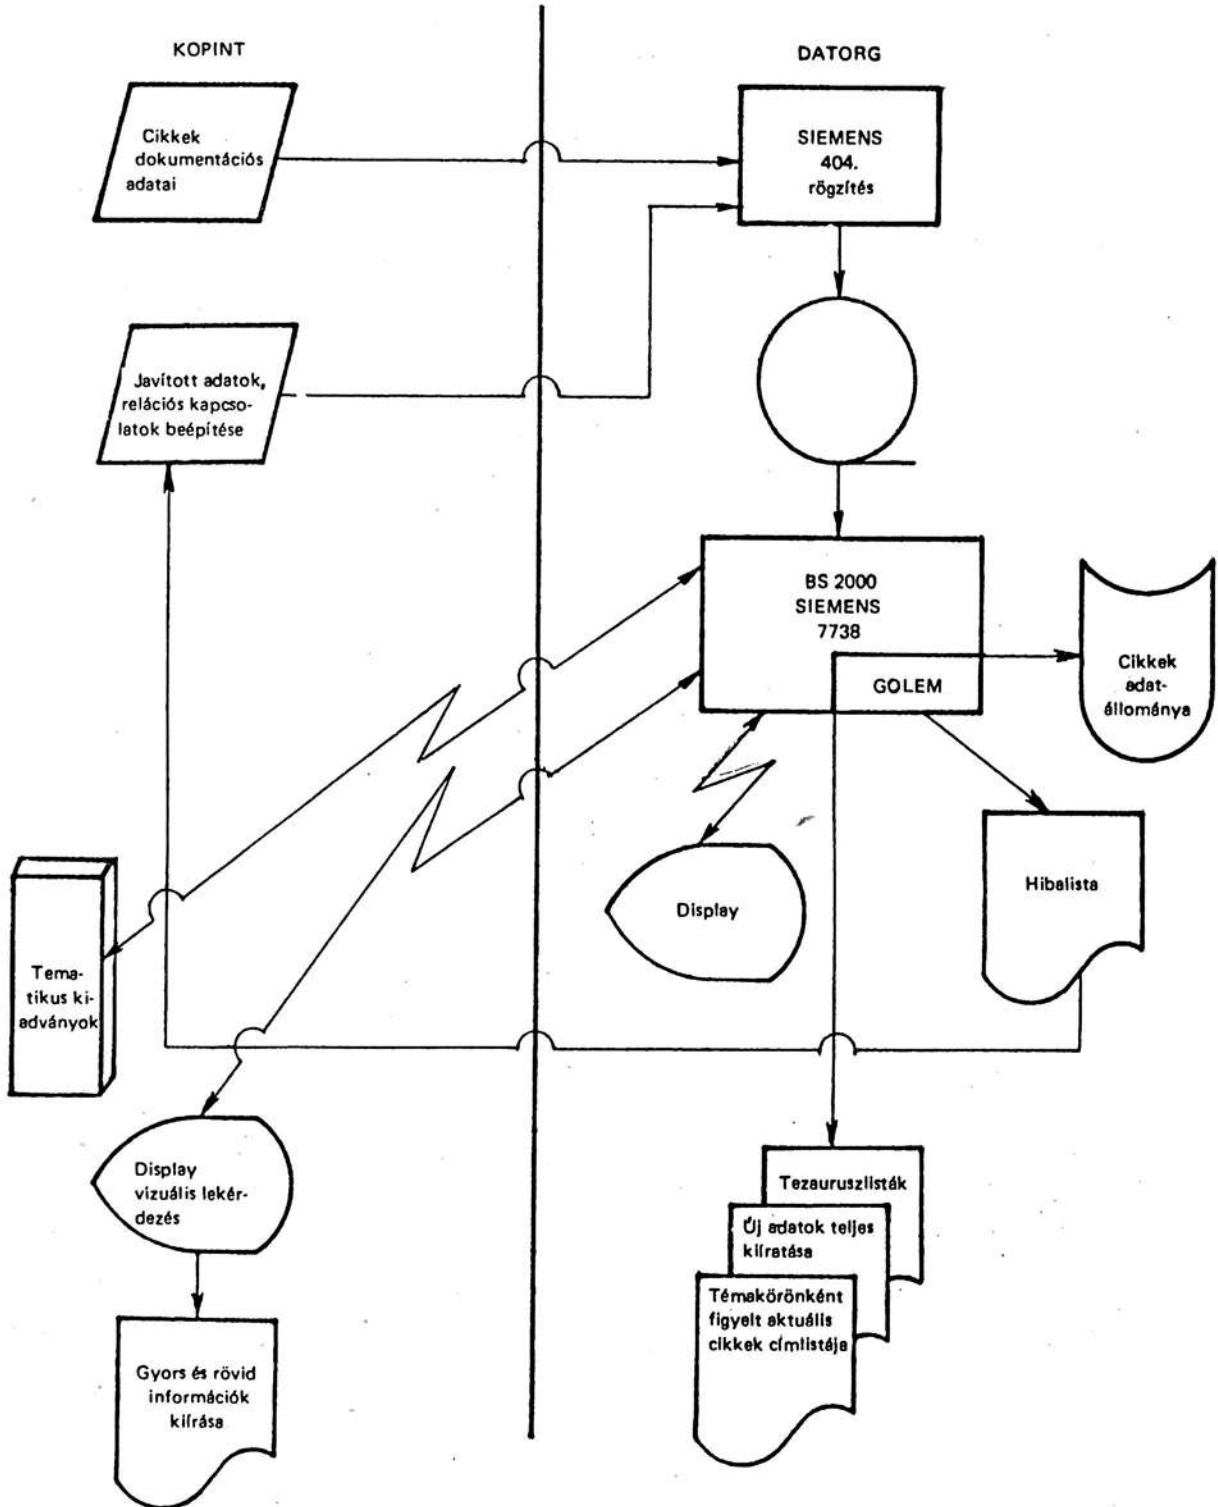 KOPINT
DATORG
Cikkek
dokumentációs
adatai
SIEMENS
404.
rögzítés
Javított adatok,
relációs kapcso-
latok beépítése
BS 2000
SIEMENS
7738
GOLEM
Cikkek
adat-
állománya
Display
Hibalista
Tema-
tikus ki-
adványok
Display
vizuális lekér-
dezés
Tezauruszlisták
Új adatok teljes
kiíratása
Témakörönként
figyelt aktuális
cikkek címlistája
Gyors és rövid
információk
kiírása